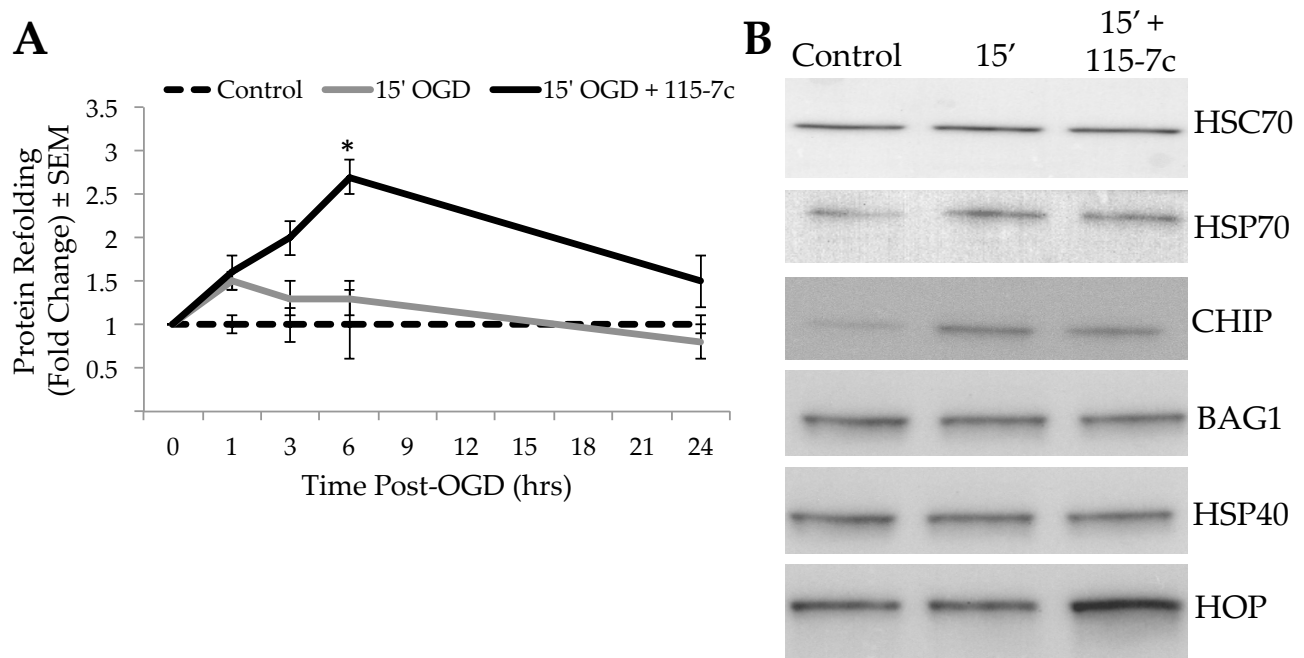 A
Control 15' OGD 15' OGD + 115-7c
Protein Refolding
(Fold Change) ± SEM
3.5
3
2.5
2
1.5
1
0.5
*
0 1 3 6 9 12 15 18 21 24
Time Post-OGD (hrs)
B
Control 15′ 15′ +
115-7c
HSC70
HSP70
CHIP
BAG1
HSP40
HOP